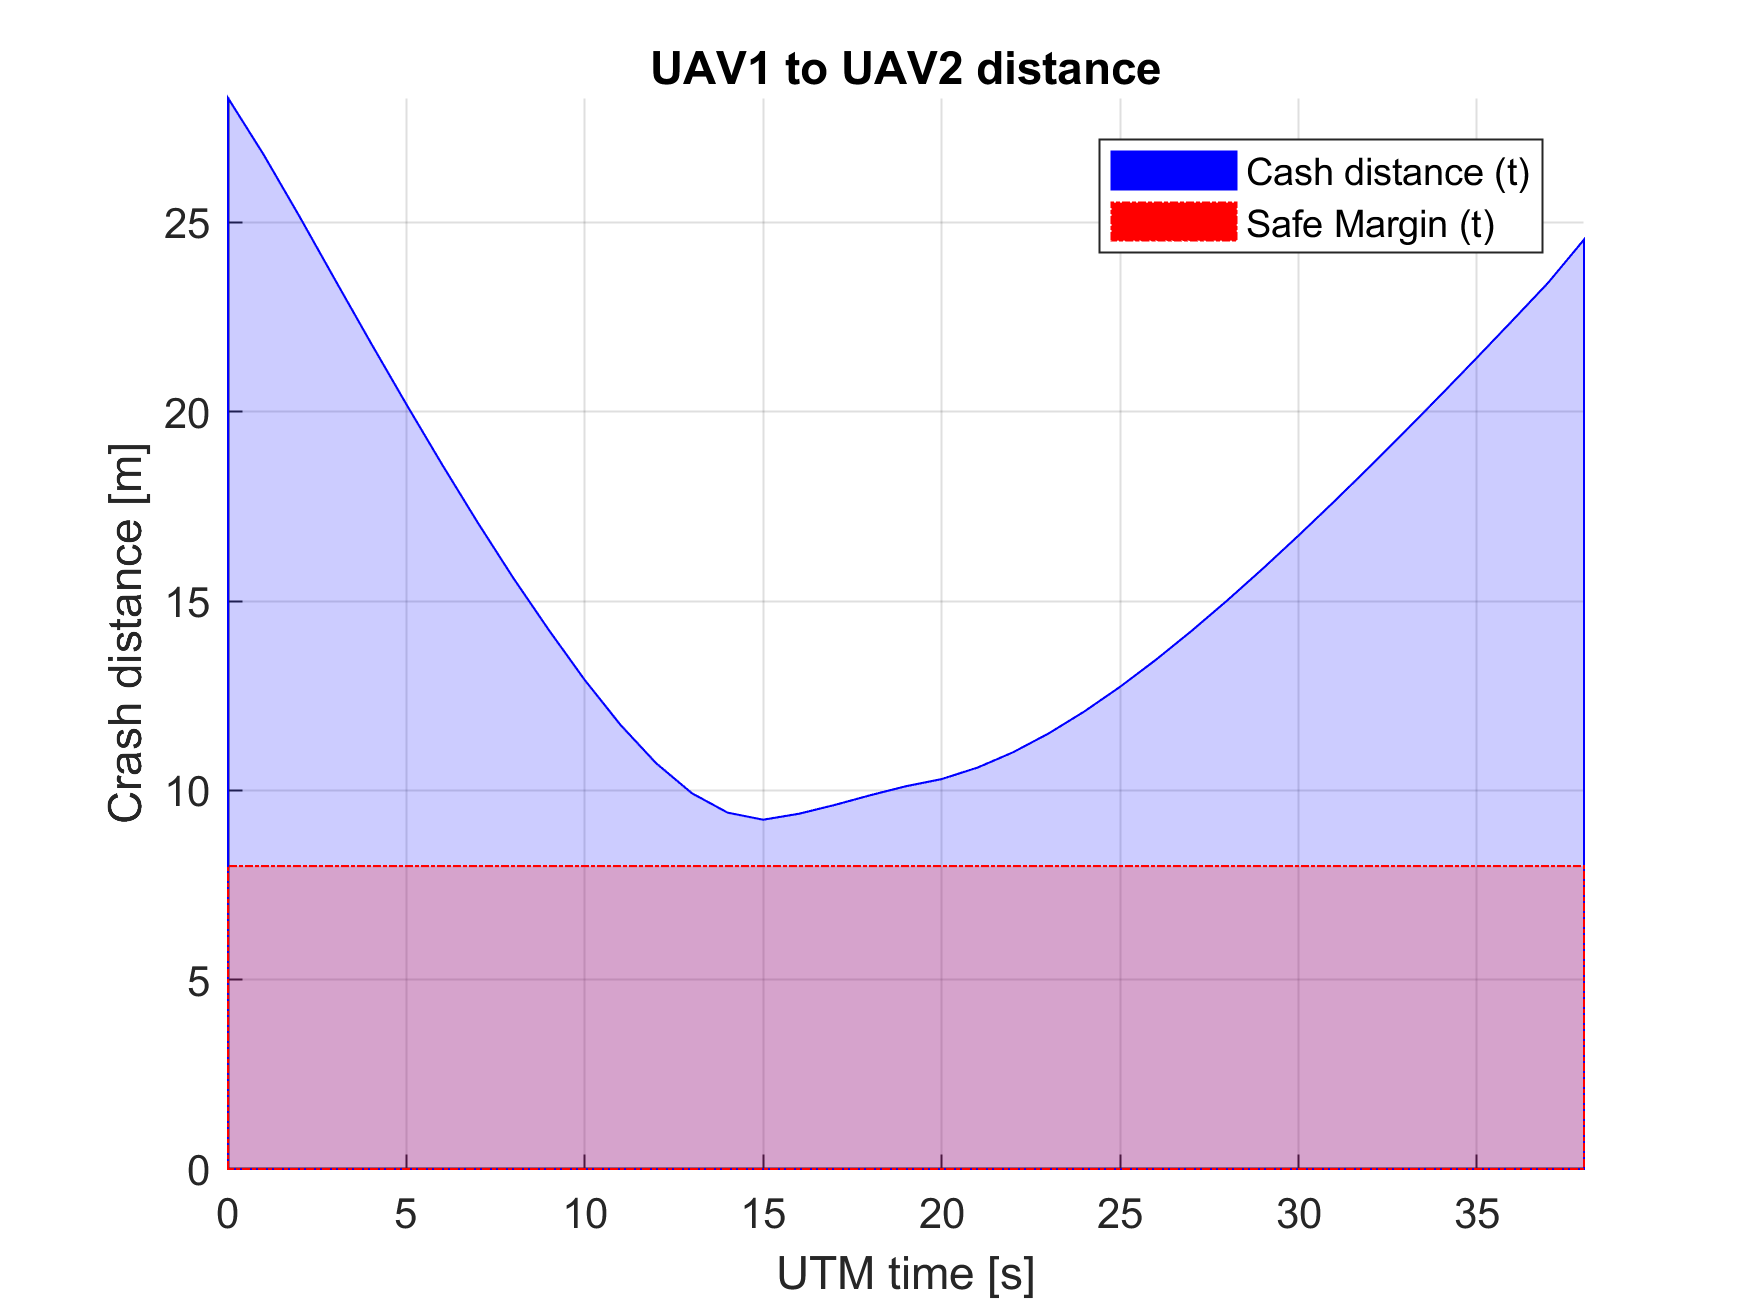 UAV1 to UAV2 distance
Cash distance (t)
Safe Margin (t)
Crash distance [m]
25
20
15
10
5
0
0 5 10 15 20 25 30 35
UTM time [s]